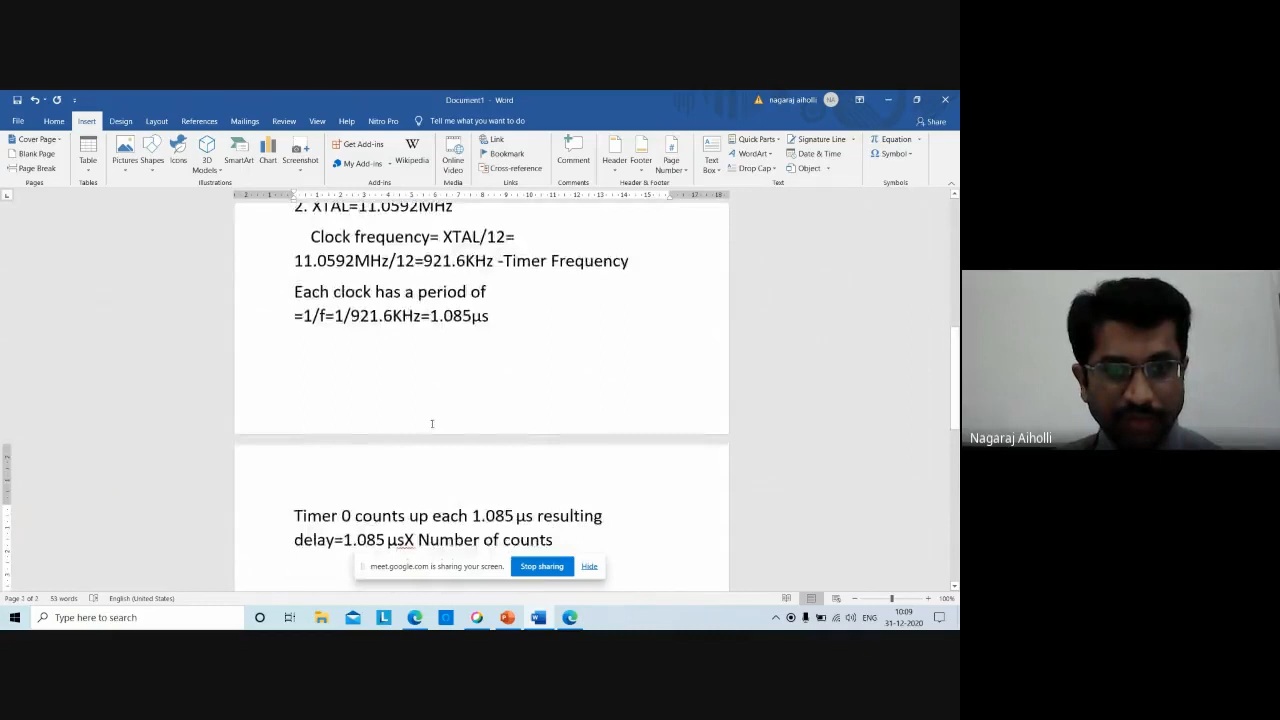 Document1 - Word
nagaraj aiholli
NA
File Home Insert Design Layout References Mailings Review View Help Nitro Pro Tell me what you want to do
Share
Cover Page
Blank Page
Page Break
Pages
Table
Tables
Pictures Shapes Icons 3D Models SmartArt Chart Screenshot
Illustrations
Get Add-ins
My Add-ins
Wikipedia
Add-ins
Online Video
Media
Link
Bookmark
Cross-reference
Links
Comment
Comments
Header Footer Page Number
Header & Footer
Text Box
Quick Parts
WordArt
Drop Cap
Signature Line
Date & Time
Object
Text
Equation
Symbol
Symbols
2. XTAL=11.0592MHz
Clock frequency= XTAL/12=
11.0592MHz/12=921.6KHz -Timer Frequency
Each clock has a period of
=1/f=1/921.6KHz=1.085µs
Timer 0 counts up each 1.085 µs resulting
delay=1.085 µsX Number of counts
meet.google.com is sharing your screen. Stop sharing Hide
Page 2 of 2 53 words English (United States) 100%
Type here to search
ENG
10:09
31-12-2020
Nagaraj Aiholli